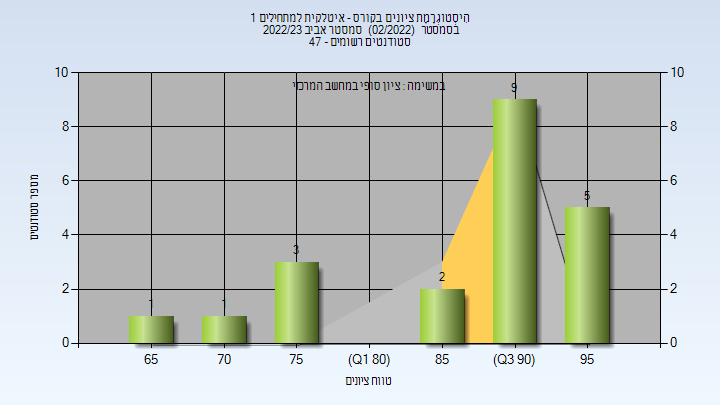 היסטוגרמת ציונים בקורס - איטלקית למתחילים 1
בסמסטר (02/2022) סמסטר אביב 2022/23
סטודנטים רשומים - 47
במשימה : ציון סופי במחשב המרכזי
מספר סטודנטים
10 10
8 8
6 6
4 4
2 2
0 0
1 1 3 2 9 5
65 70 75 (Q1 80) 85 (Q3 90) 95
טווח ציונים